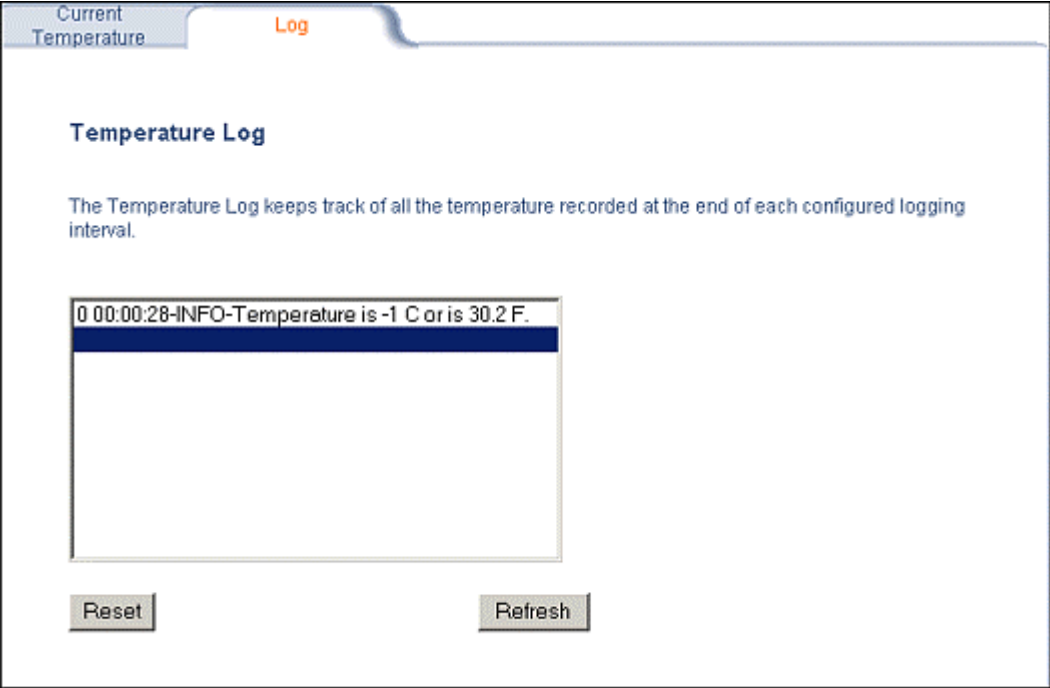 Current
Temperature
Log
Temperature Log
The Temperature Log keeps track of all the temperature recorded at the end of each configured logging
interval.
0 00:00:28-INFO-Temperature is -1 C or is 30.2 F.
Reset
Refresh